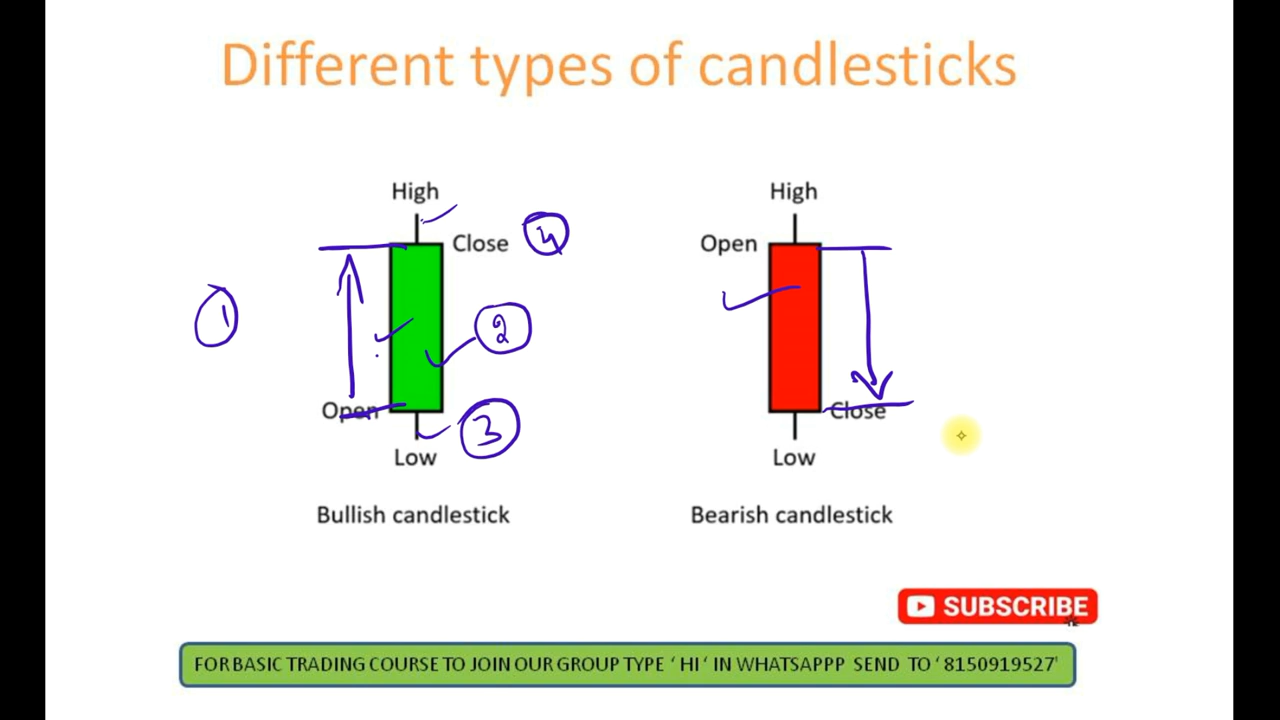 Different types of candlesticks
High
High
Close
4
Open
1
2
Open
3
Close
Low
Low
Bullish candlestick
Bearish candlestick
SUBSCRIBE
FOR BASIC TRADING COURSE TO JOIN OUR GROUP TYPE ‘ HI ‘ IN WHATSAPPP SEND TO ‘ 8150919527'